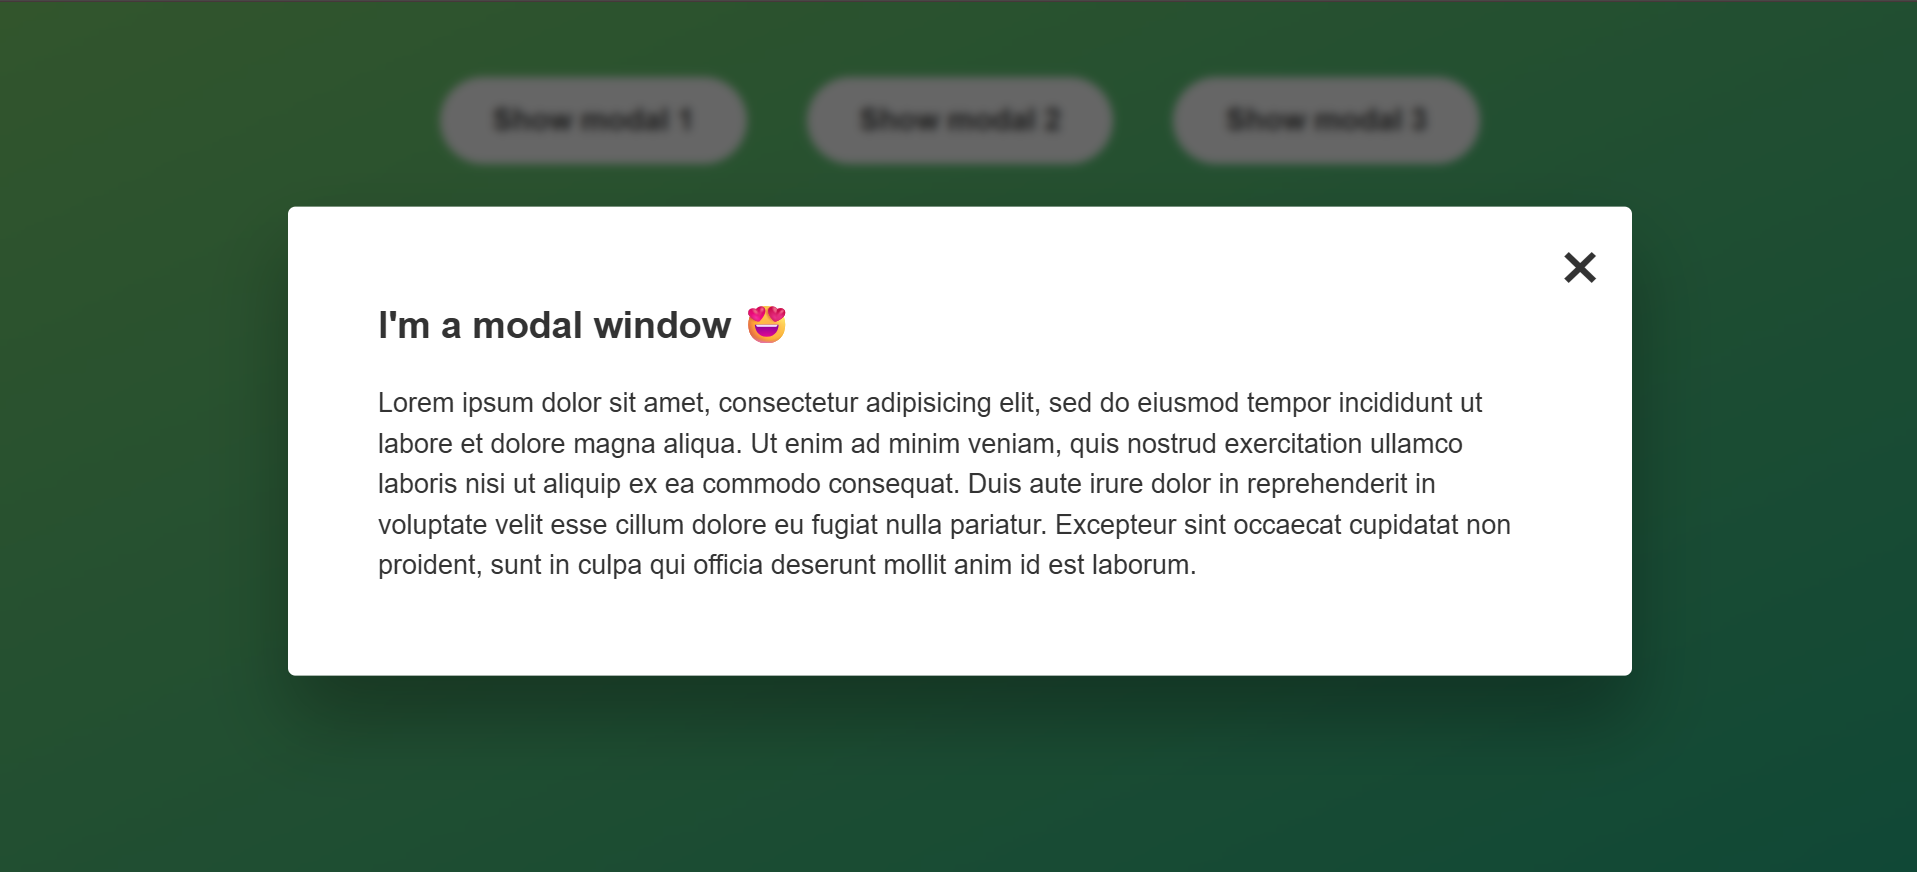 Show modal 1 Show modal 2 Show modal 3
×
I'm a modal window 😍
Lorem ipsum dolor sit amet, consectetur adipisicing elit, sed do eiusmod tempor incididunt ut
labore et dolore magna aliqua. Ut enim ad minim veniam, quis nostrud exercitation ullamco
laboris nisi ut aliquip ex ea commodo consequat. Duis aute irure dolor in reprehenderit in
voluptate velit esse cillum dolore eu fugiat nulla pariatur. Excepteur sint occaecat cupidatat non
proident, sunt in culpa qui officia deserunt mollit anim id est laborum.